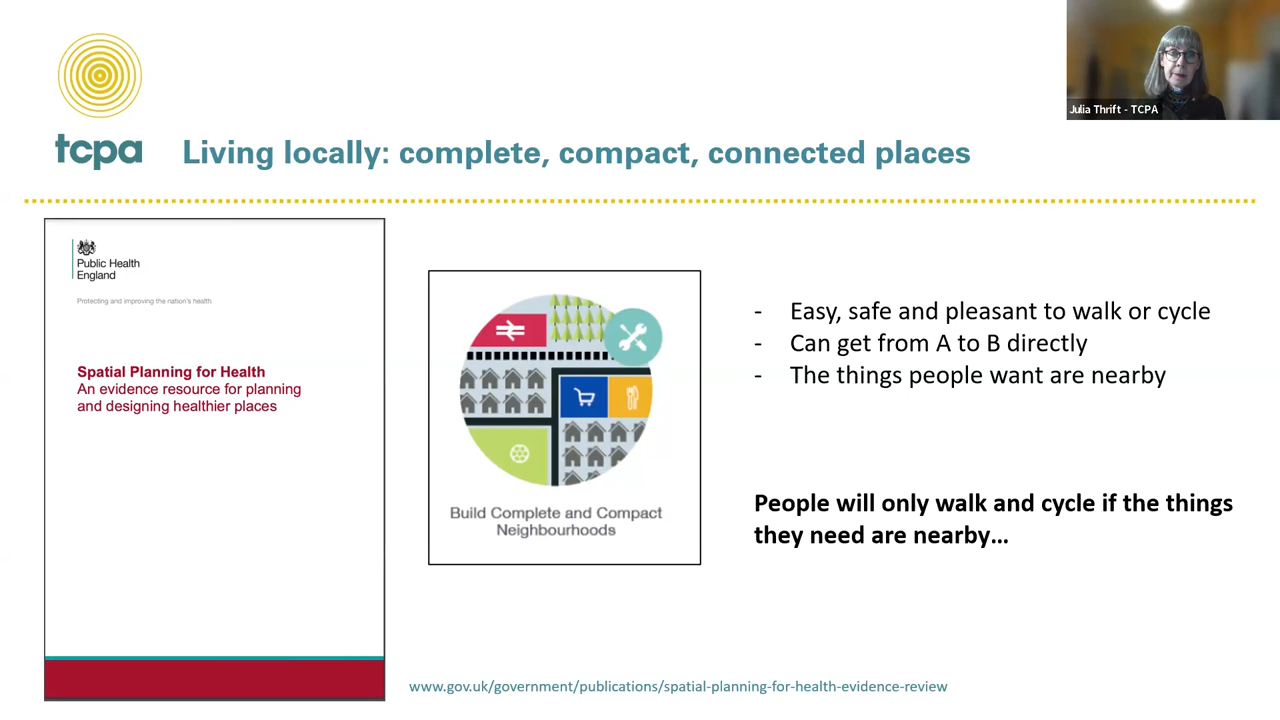 Julia Thrift - TCPA
tcpa
Living locally: complete, compact, connected places
Public Health
England
Protecting and improving the nation's health
Spatial Planning for Health
An evidence resource for planning
and designing healthier places
Build Complete and Compact
Neighbourhoods
- Easy, safe and pleasant to walk or cycle
- Can get from A to B directly
- The things people want are nearby
People will only walk and cycle if the things
they need are nearby…
www.gov.uk/government/publications/spatial-planning-for-health-evidence-review